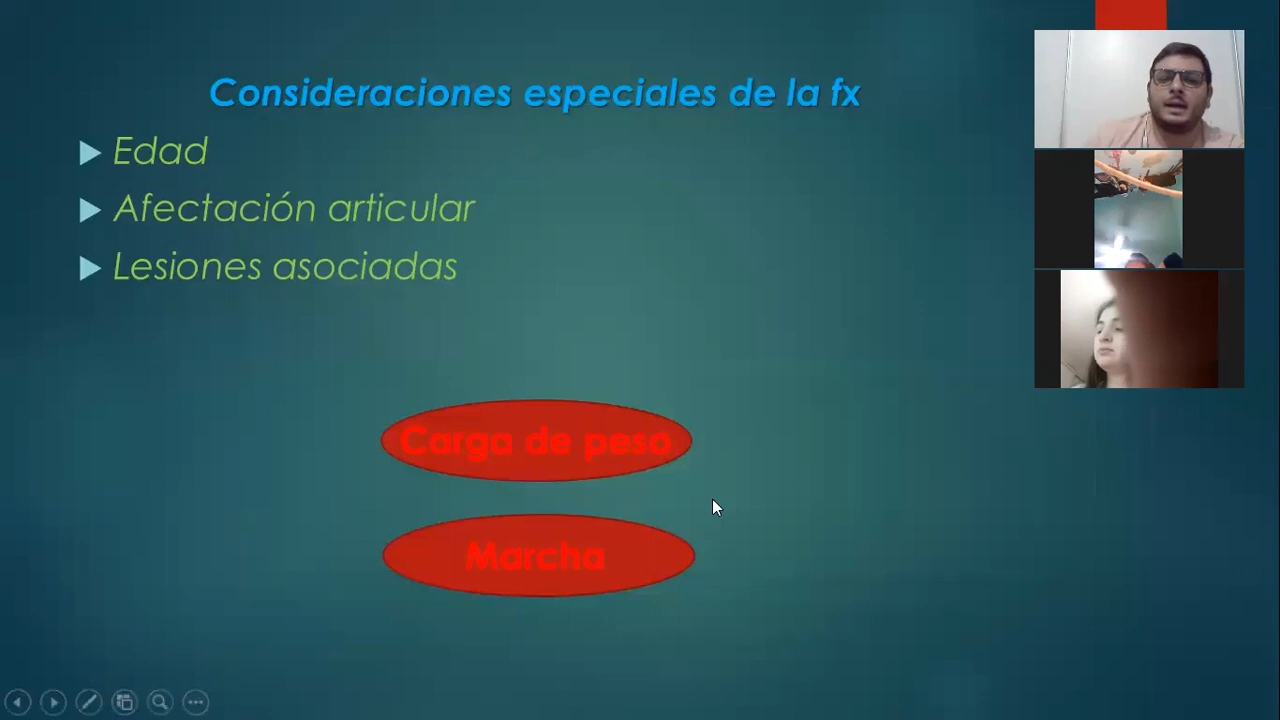 Consideraciones especiales de la fx
Edad
Afectación articular
Lesiones asociadas
Carga de peso
Marcha